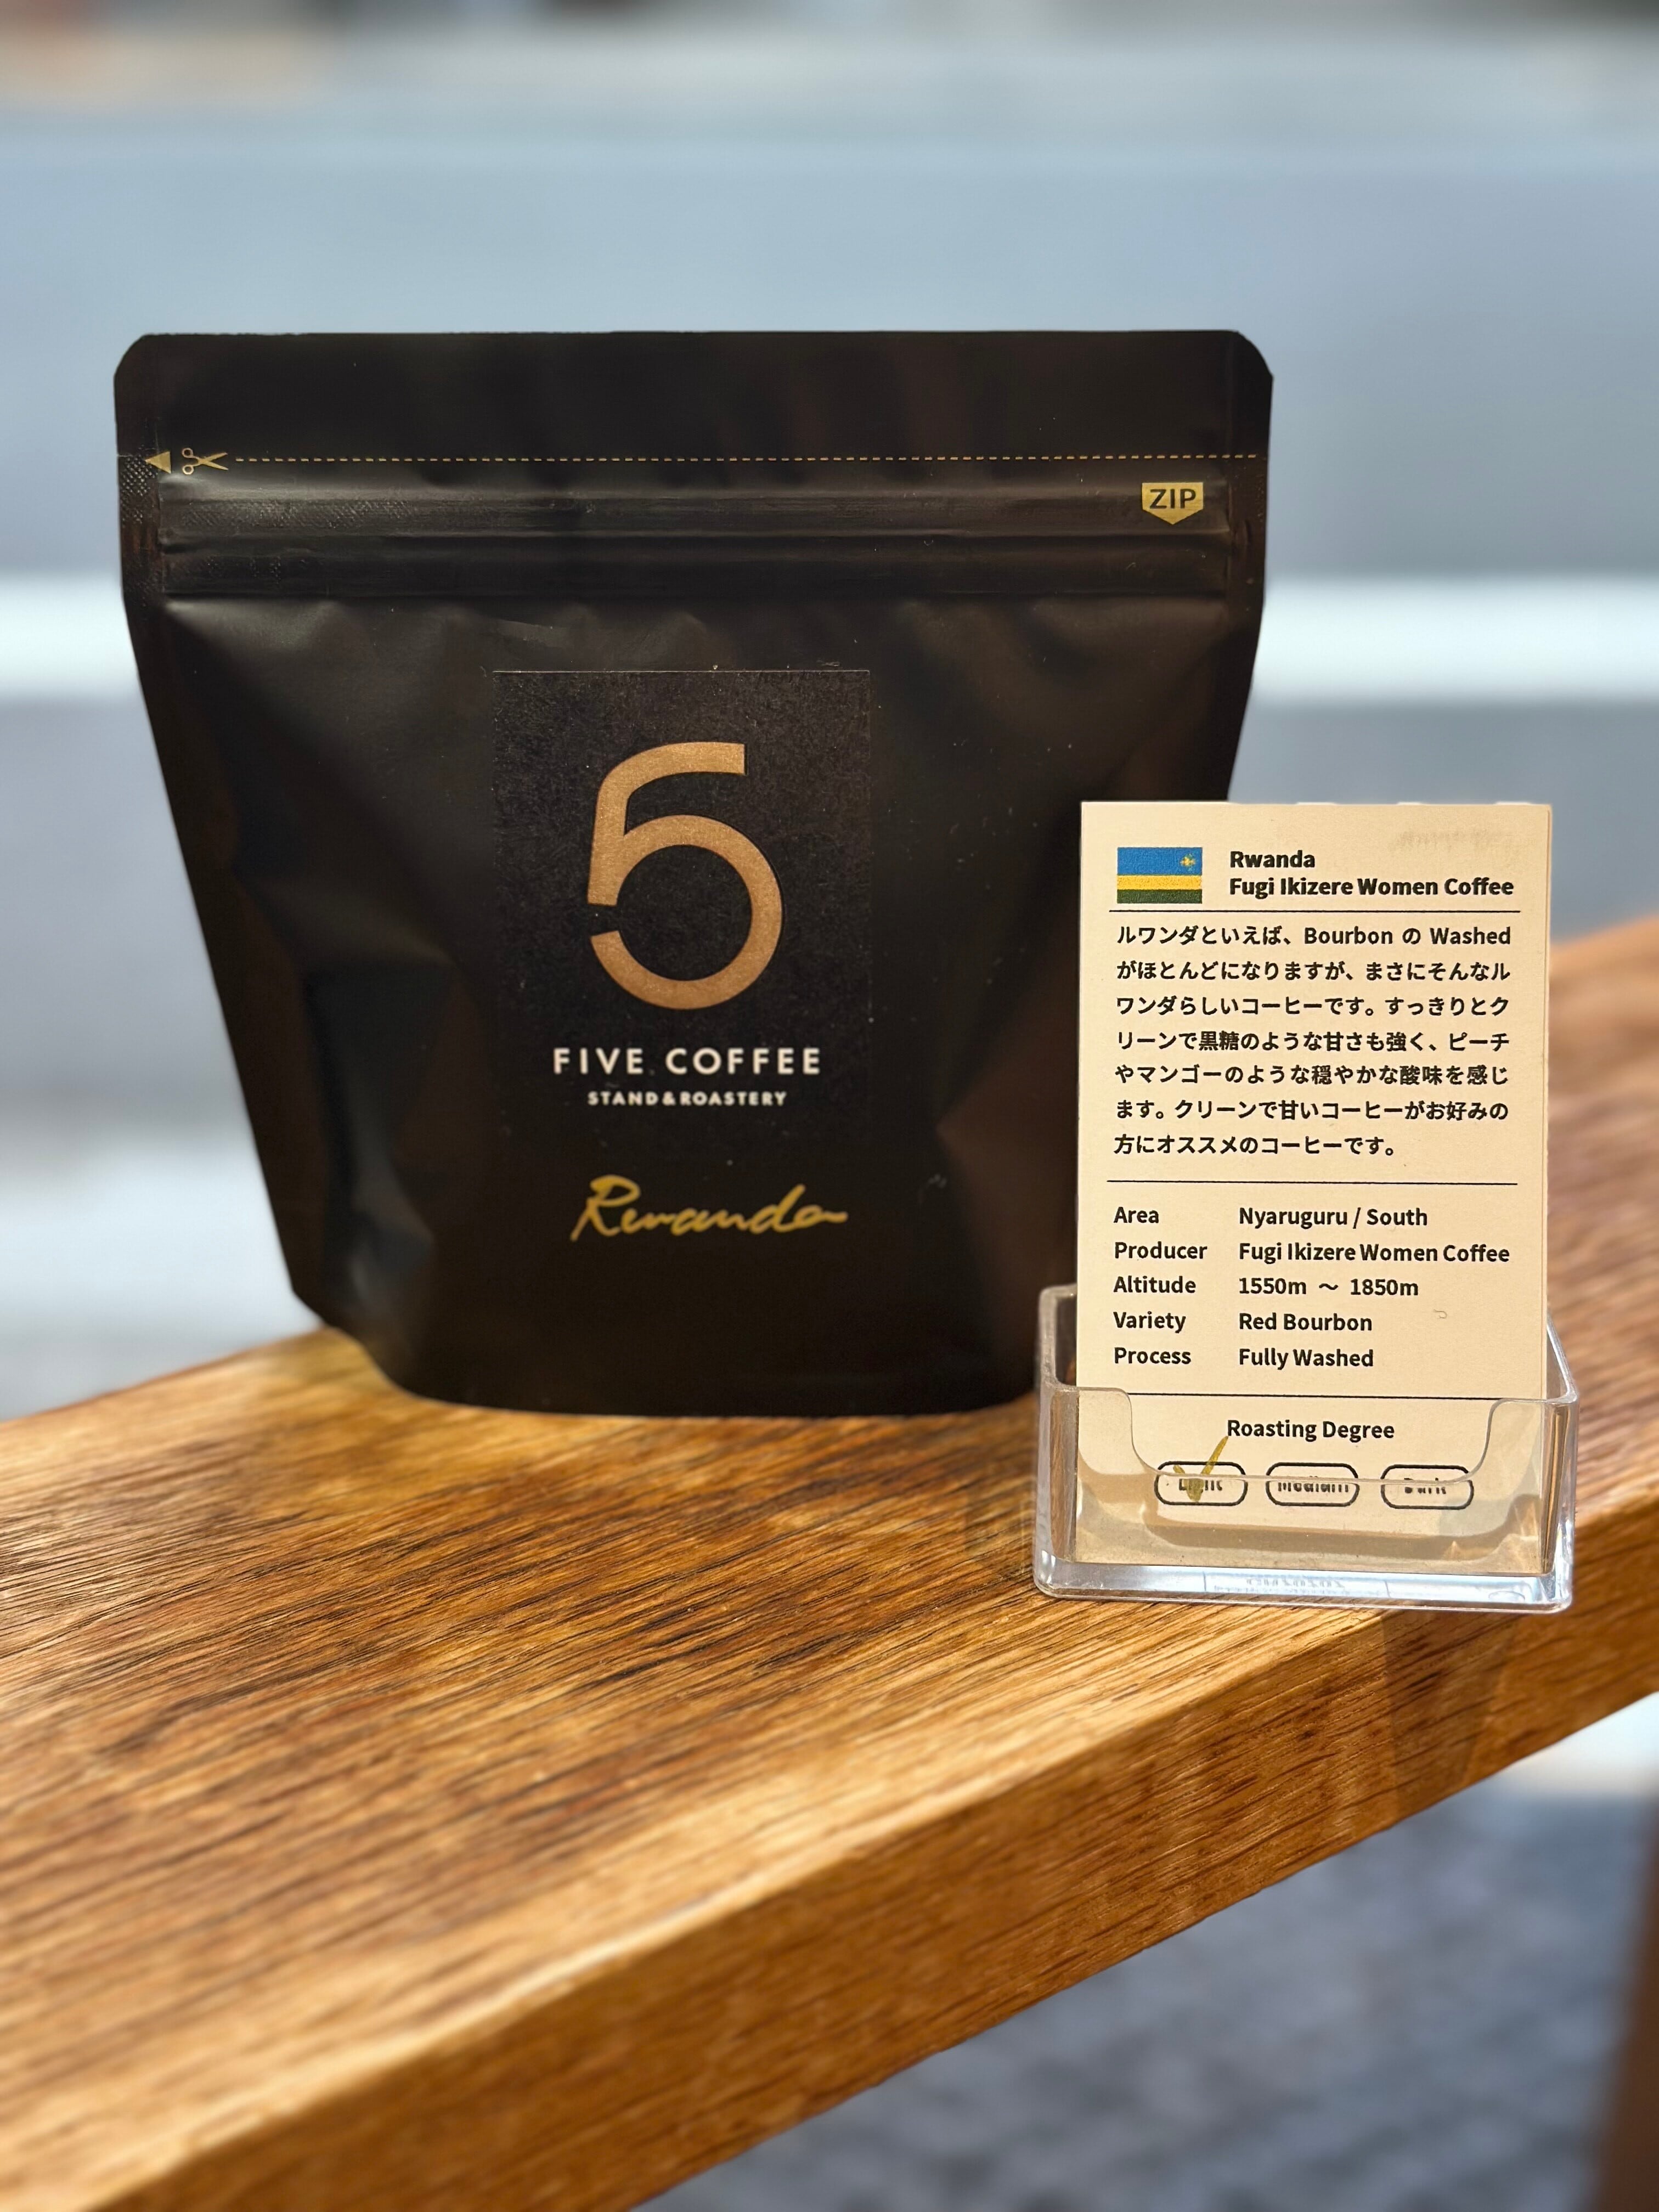 ZIP
5
FIVE COFFEE
STAND&ROASTERY
Rwanda
Rwanda
Fugi Ikizere Women Coffee
ルワンダといえば、Bourbon の Washed
がほとんどになりますが、まさにそんなル
ワンダらしいコーヒーです。すっきりとク
リーンで黒糖のような甘さも強く、ピーチ
やマンゴーのような穏やかな酸味を感じ
ます。クリーンで甘いコーヒーがお好みの
方にオススメのコーヒーです。
Area Nyaruguru / South
Producer Fugi Ikizere Women Coffee
Altitude 1550m ～ 1850m
Variety Red Bourbon
Process Fully Washed
Roasting Degree
Light Medium Dark